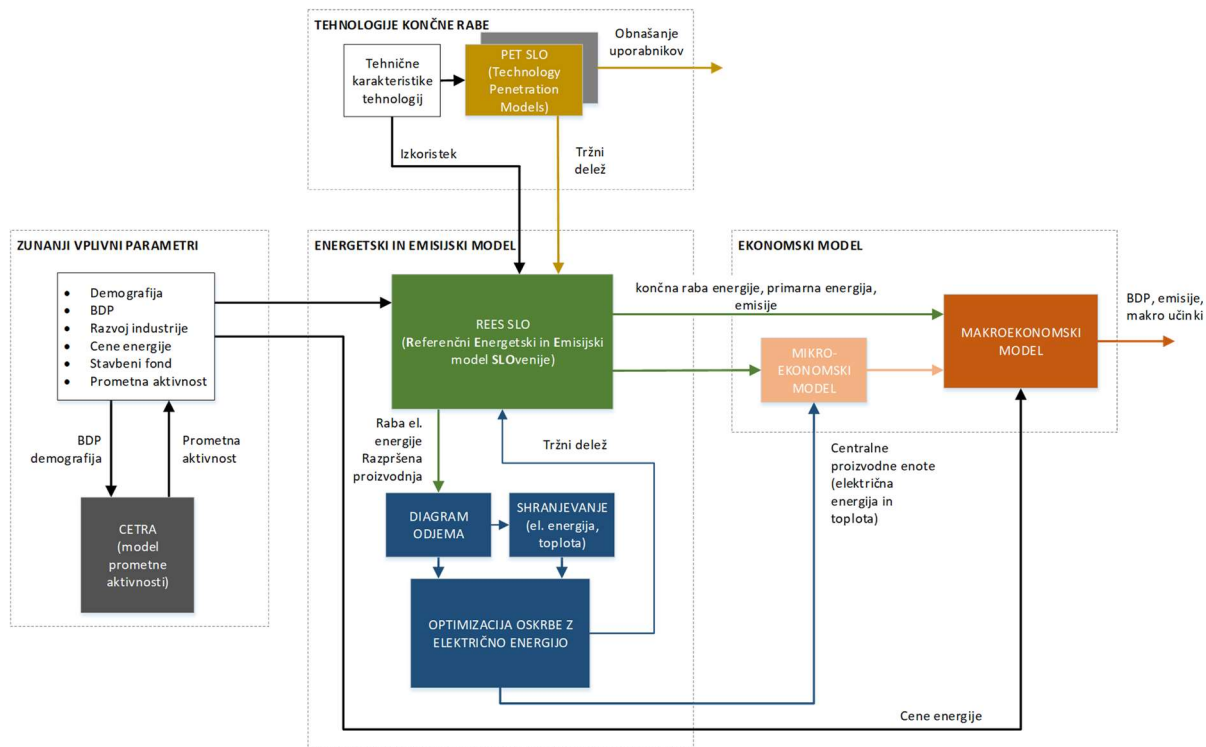 TEHNOLOGIJE KONČNE RABE
Tehnične
karakteristike
tehnologij
PET SLO
(Technology
Penetration
Models)
Obnašanje
uporabnikov
Izkoristek
Tržni
delež
ZUNANJI VPLIVNI PARAMETRI
Demografija
BDP
Razvoj industrije
Cene energije
Stavbeni fond
Prometna aktivnost
BDP
demografija
Prometna
aktivnost
CETRA
(model
prometne
aktivnosti)
ENERGETSKI IN EMISIJSKI MODEL
REES SLO
(Referenčni Energetski in Emisijski
model SLOvenije)
Raba el.
energije
Razpršena
proizvodnja
Tržni delež
DIAGRAM
ODJEMA
SHRANJEVANJE
(el. energija,
toplota)
OPTIMIZACIJA OSKRBE Z
ELEKTRIČNO ENERGIJO
EKONOMSKI MODEL
končna raba energije, primarna energija,
emisije
MIKRO-
EKONOMSKI
MODEL
MAKROEKONOMSKI
MODEL
BDP, emisije,
makro učinki
Centralne
proizvodne enote
(električna
energija in
toplota)
Cene energije